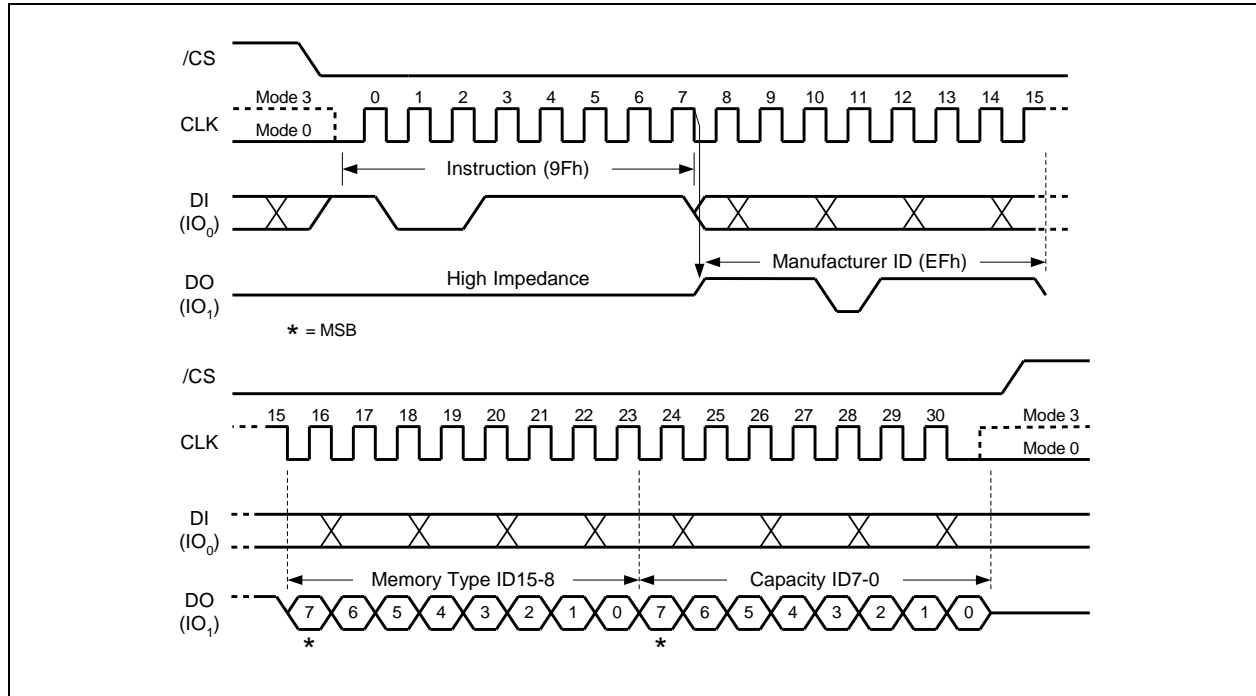 /CS
Mode 3 0 1 2 3 4 5 6 7 8 9 10 11 12 13 14 15
CLK
Mode 0
Instruction (9Fh)
DI
(IO0)
Manufacturer ID (EFh)
DO
(IO1)
High Impedance
* = MSB
/CS
15 16 17 18 19 20 21 22 23 24 25 26 27 28 29 30 Mode 3
CLK
Mode 0
DI
(IO0)
Memory Type ID15-8 Capacity ID7-0
DO
(IO1)
7 6 5 4 3 2 1 0 7 6 5 4 3 2 1 0
* *